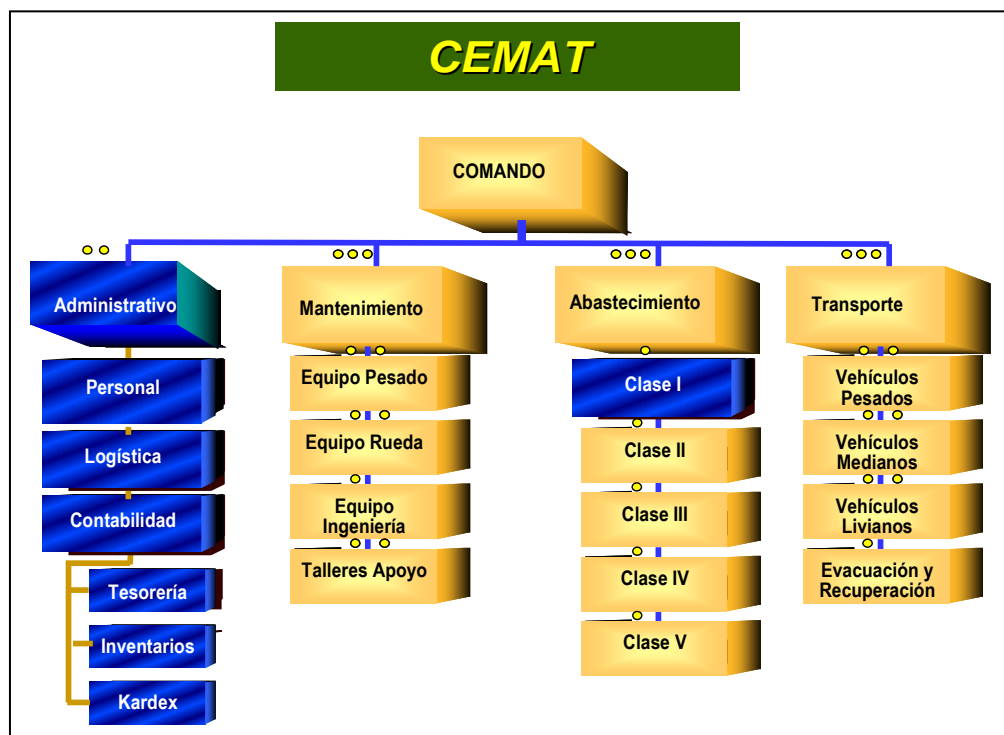 CEMAT
COMANDO
Administrativo
Mantenimiento
Abastecimiento
Transporte
Personal
Logística
Contabilidad
Tesorería
Inventarios
Kardex
Equipo Pesado
Equipo Rueda
Equipo
Ingeniería
Talleres Apoyo
Clase I
Clase II
Clase III
Clase IV
Clase V
Vehículos
Pesados
Vehículos
Medianos
Vehículos
Livianos
Evacuación y
Recuperación